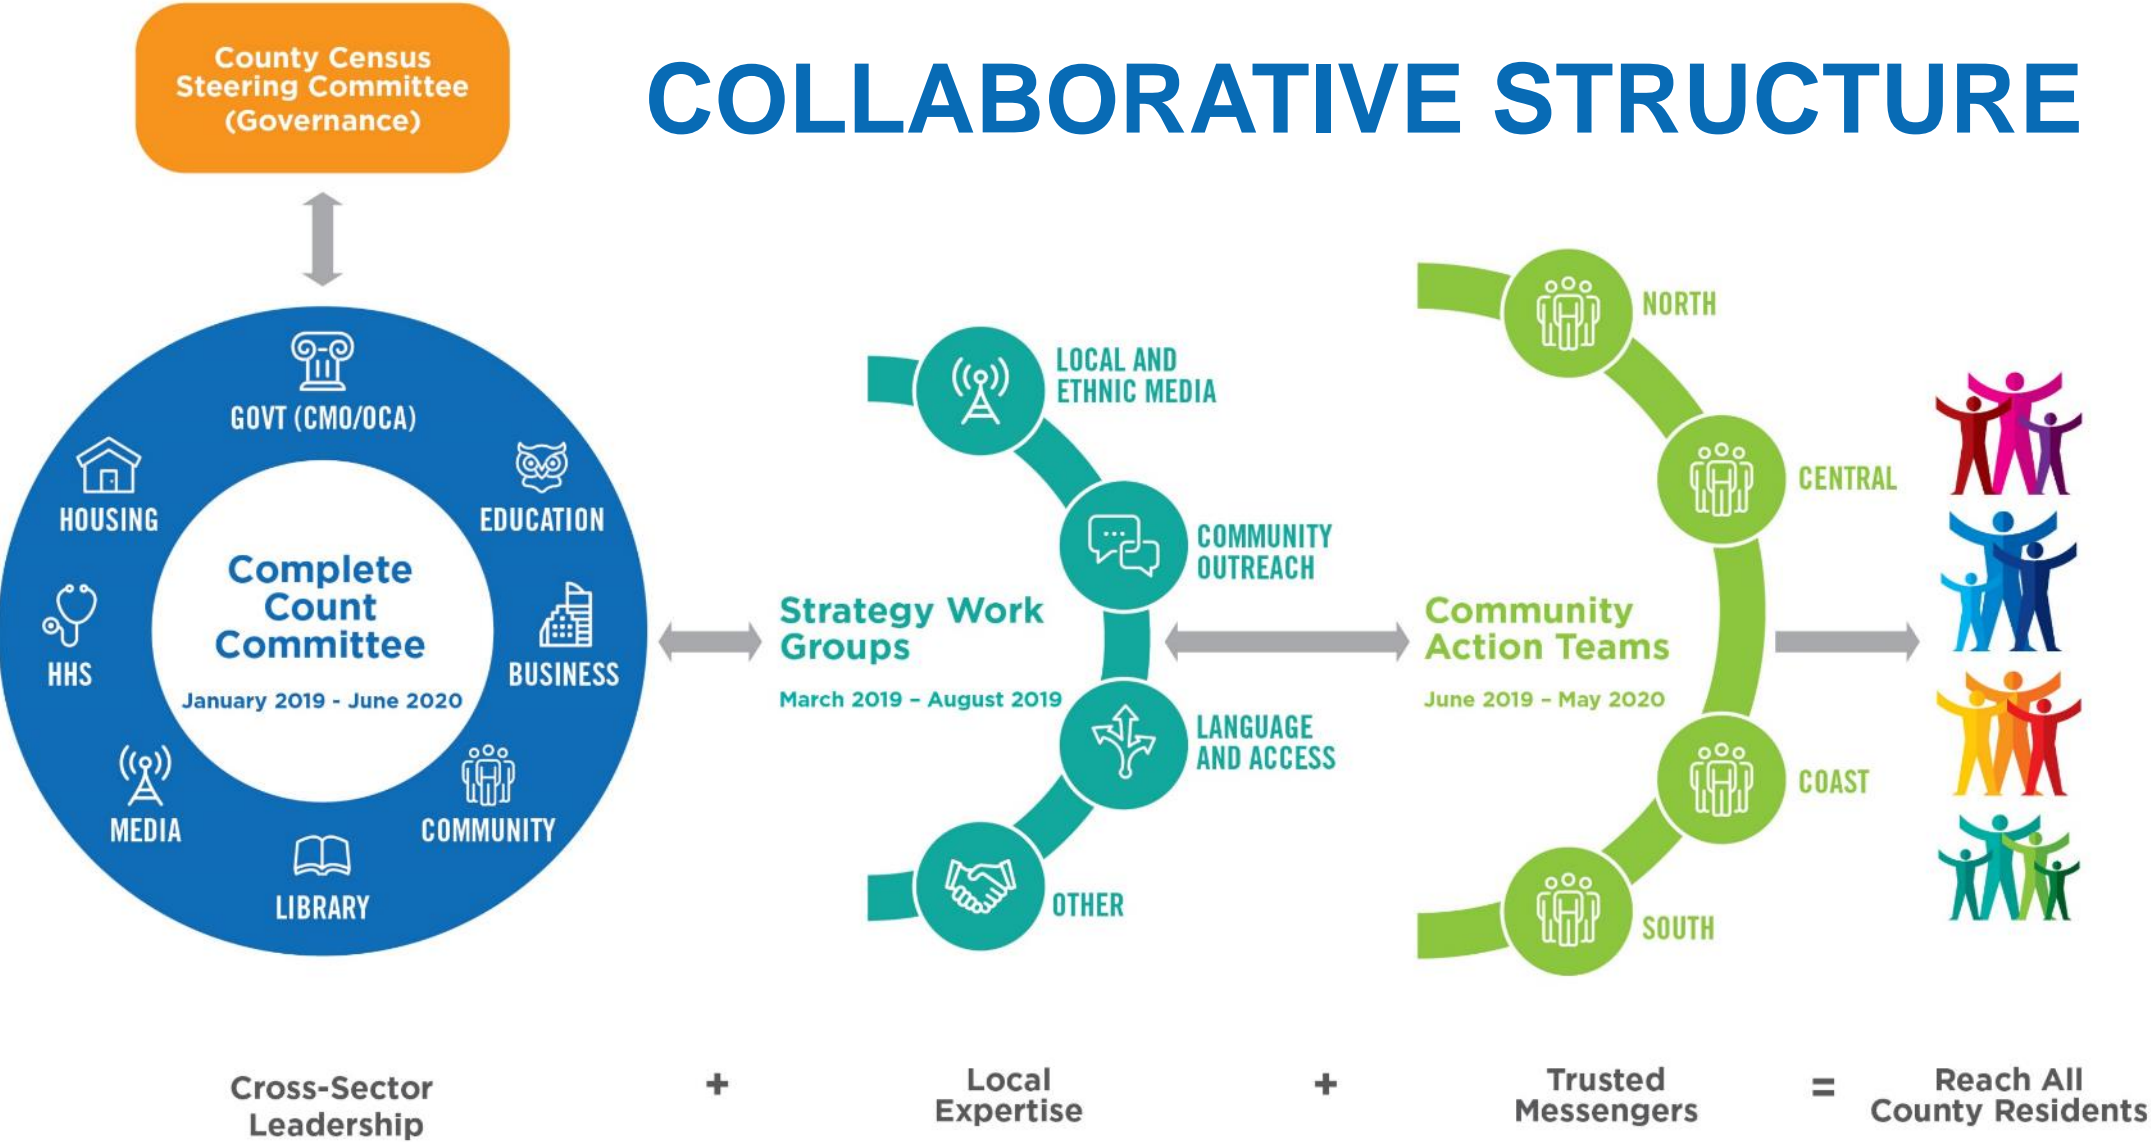 County Census
Steering Committee
(Governance)
COLLABORATIVE STRUCTURE
GOVT (CMO/OCA)
HOUSING
EDUCATION
HHS
BUSINESS
MEDIA
COMMUNITY
LIBRARY
Complete
Count
Committee
January 2019 - June 2020
LOCAL AND
ETHNIC MEDIA
COMMUNITY
OUTREACH
Strategy Work
Groups
March 2019 – August 2019
LANGUAGE
AND ACCESS
OTHER
NORTH
CENTRAL
Community
Action Teams
June 2019 – May 2020
COAST
SOUTH
Cross-Sector
Leadership
+
Local
Expertise
+
Trusted
Messengers
=
Reach All
County Residents